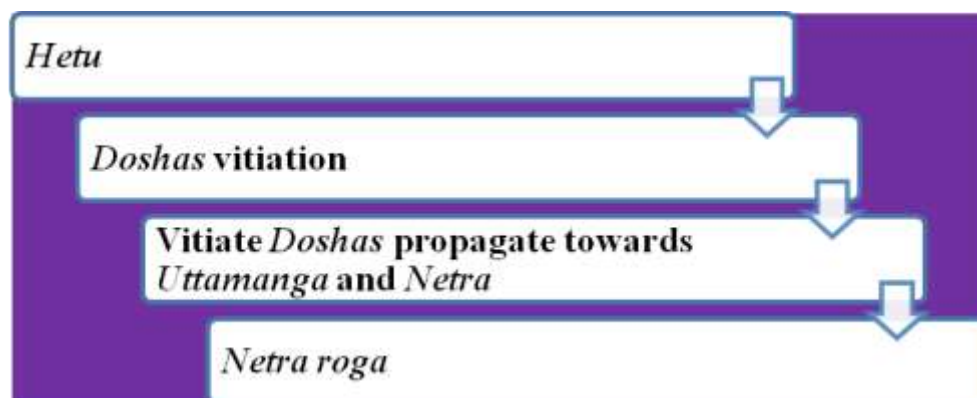 Hetu
Doshas vitiation
Vitiate Doshas propagate towards
Uttamanga and Netra
Netra roga